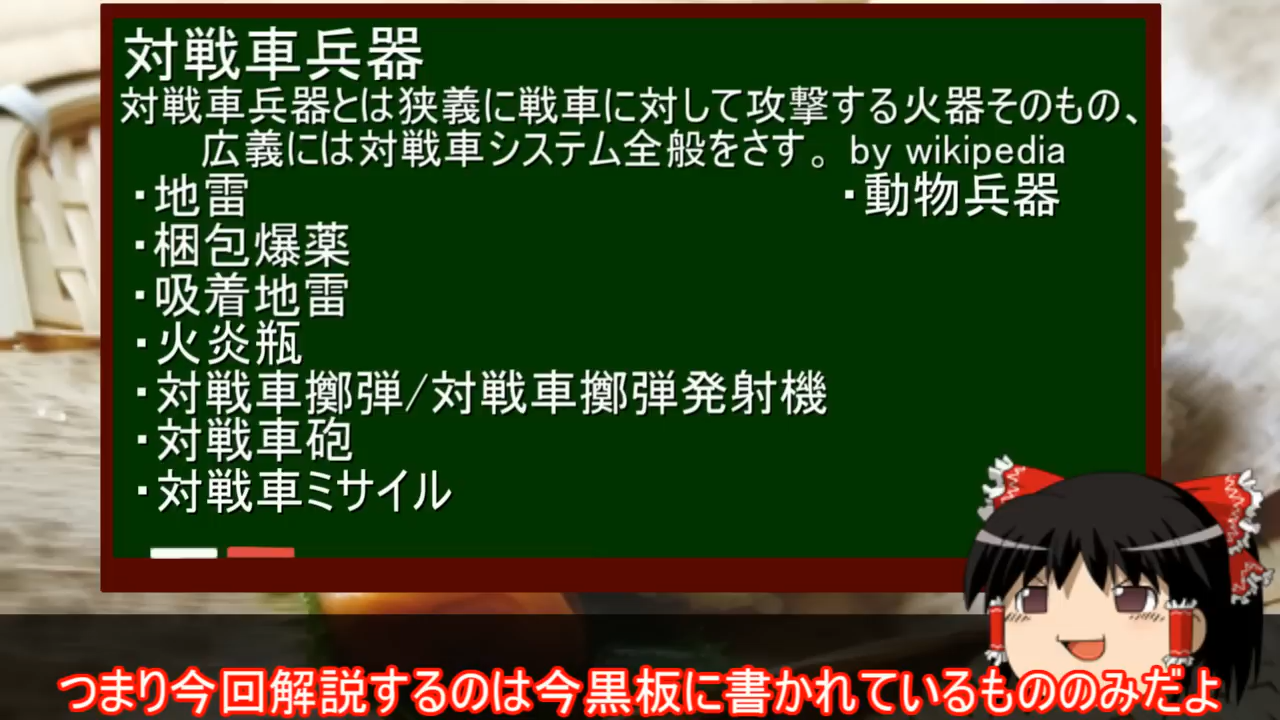 対戦車兵器
対戦車兵器とは狭義に戦車に対して攻撃する火器そのもの、
広義には対戦車システム全般をさす。 by wikipedia
・地雷
・動物兵器
・梱包爆薬
・吸着地雷
・火炎瓶
・対戦車擲弾/対戦車擲弾発射機
・対戦車砲
・対戦車ミサイル
つまり今回解説するのは今黒板に書かれているもののみだよ